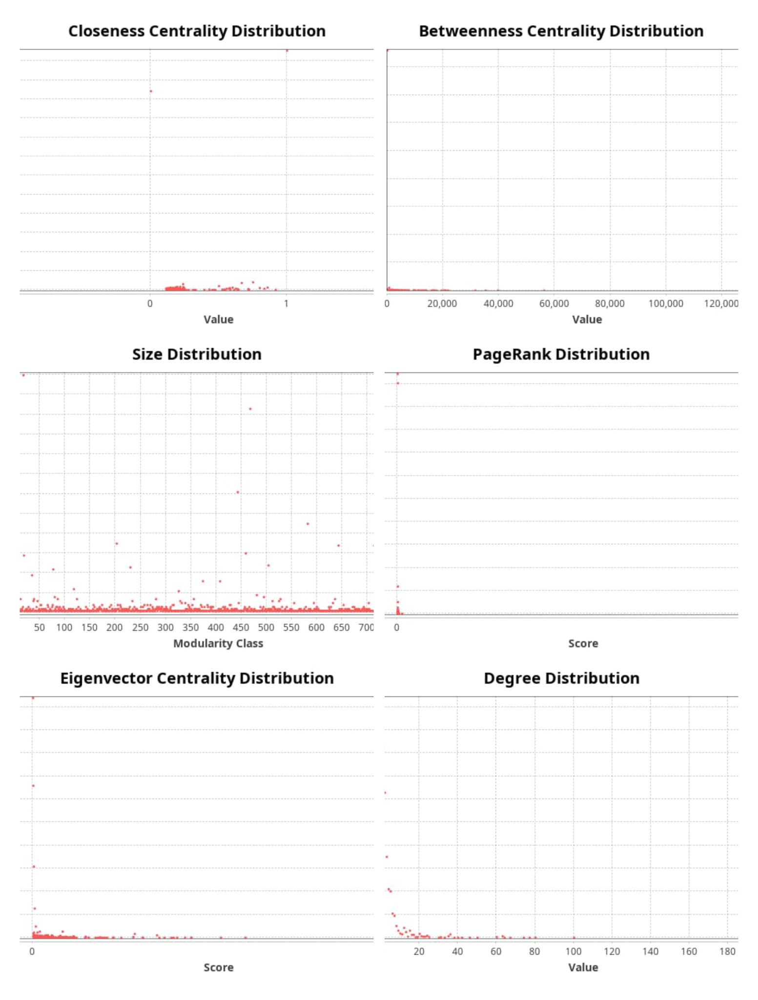 Closeness Centrality Distribution
0 1
Value
Betweenness Centrality Distribution
0 20,000 40,000 60,000 80,000 100,000 120,000
Value
Size Distribution
50 100 150 200 250 300 350 400 450 500 550 600 650 700
Modularity Class
PageRank Distribution
0
Score
Eigenvector Centrality Distribution
0
Score
Degree Distribution
20 40 60 80 100 120 140 160 180
Value